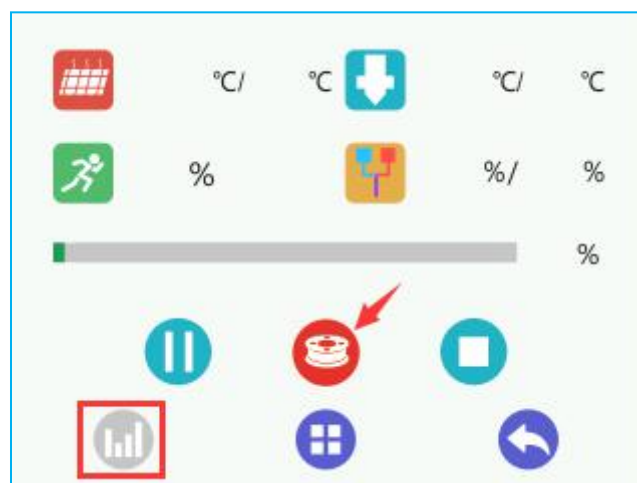 ℃/ ℃ ℃/ ℃
% %/ %
%